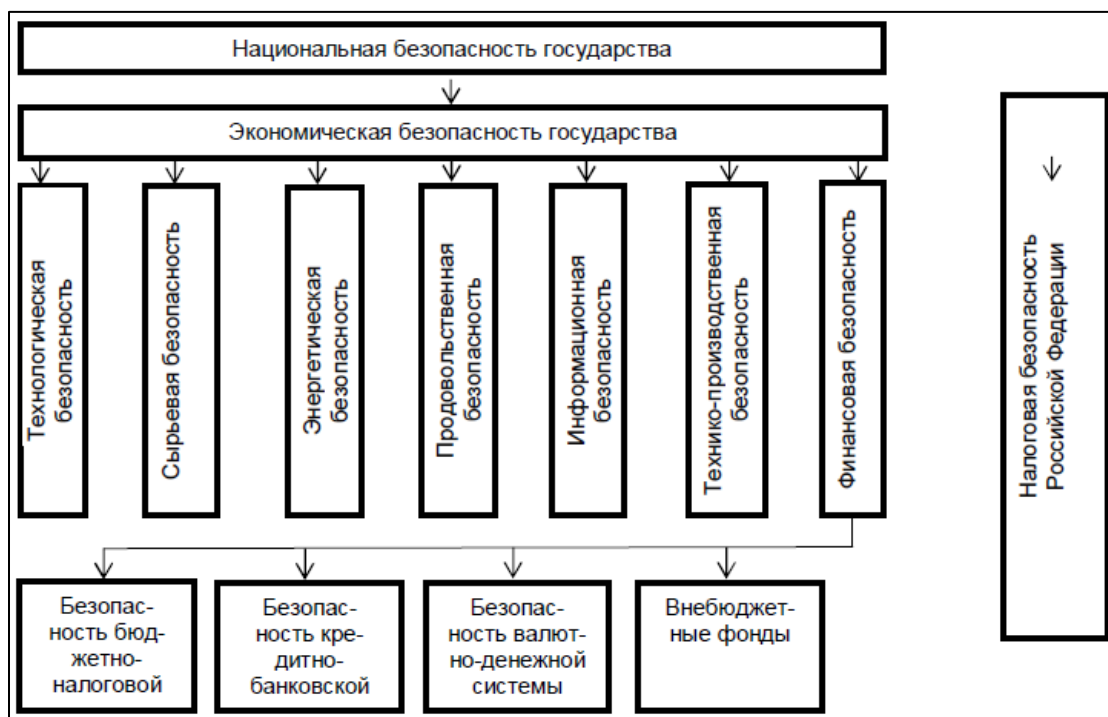 Национальная безопасность государства
Экономическая безопасность государства
Технологическая
безопасность
Сырьевая безопасность
Энергетическая
безопасность
Продовольственная
безопасность
Информационная
безопасность
Технико-производственная
безопасность
Финансовая безопасность
Налоговая безопасность
Российской Федерации
Безопас-
ность бюд-
жетно-
налоговой
Безопас-
ность кре-
дитно-
банковской
Безопас-
ность валют-
но-денежной
системы
Внебюджет-
ные фонды